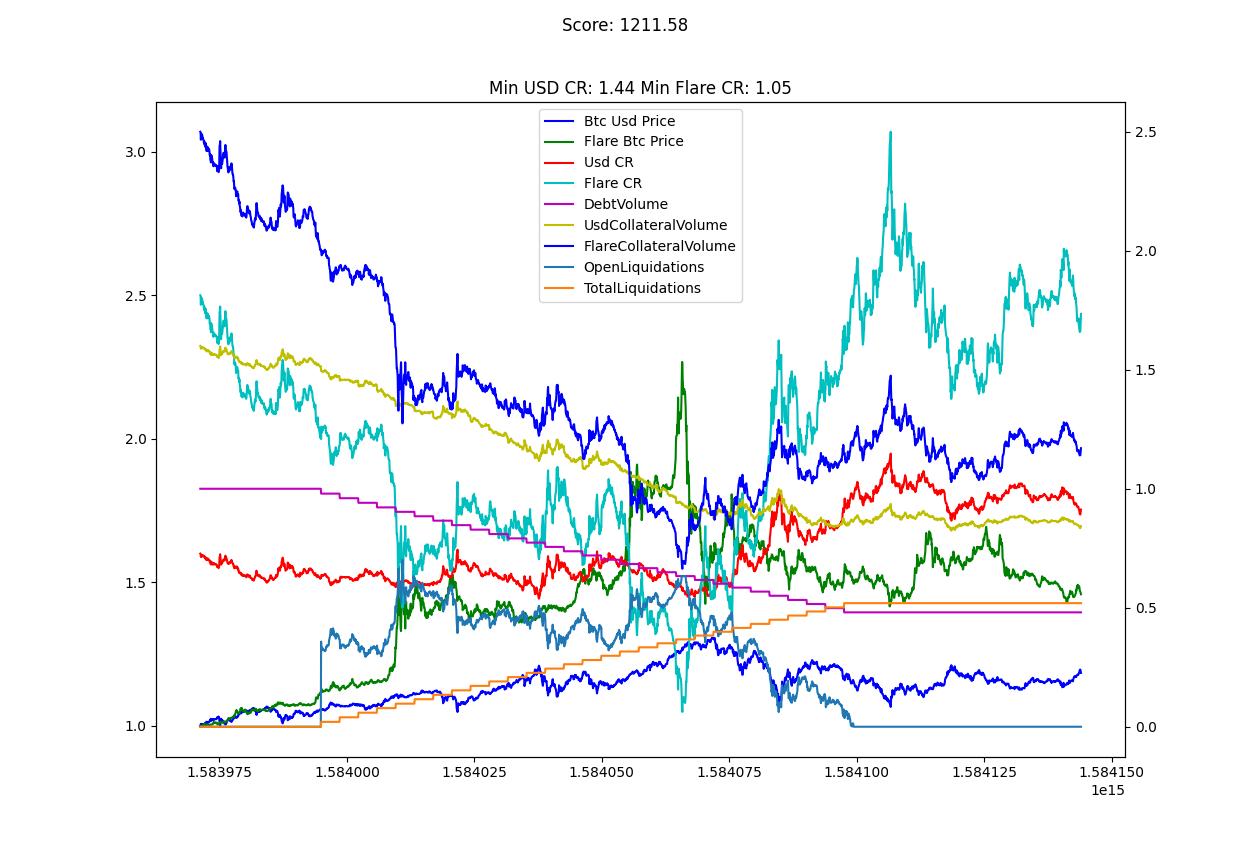 Score: 1211.58
Min USD CR: 1.44 Min Flare CR: 1.05
Btc Usd Price
Flare Btc Price
Usd CR
Flare CR
DebtVolume
UsdCollateralVolume
FlareCollateralVolume
OpenLiquidations
TotalLiquidations
3.0
2.5
2.0
1.5
1.0
2.5
2.0
1.5
1.0
0.5
0.0
1.583975 1.584000 1.584025 1.584050 1.584075 1.584100 1.584125 1.584150
1e15